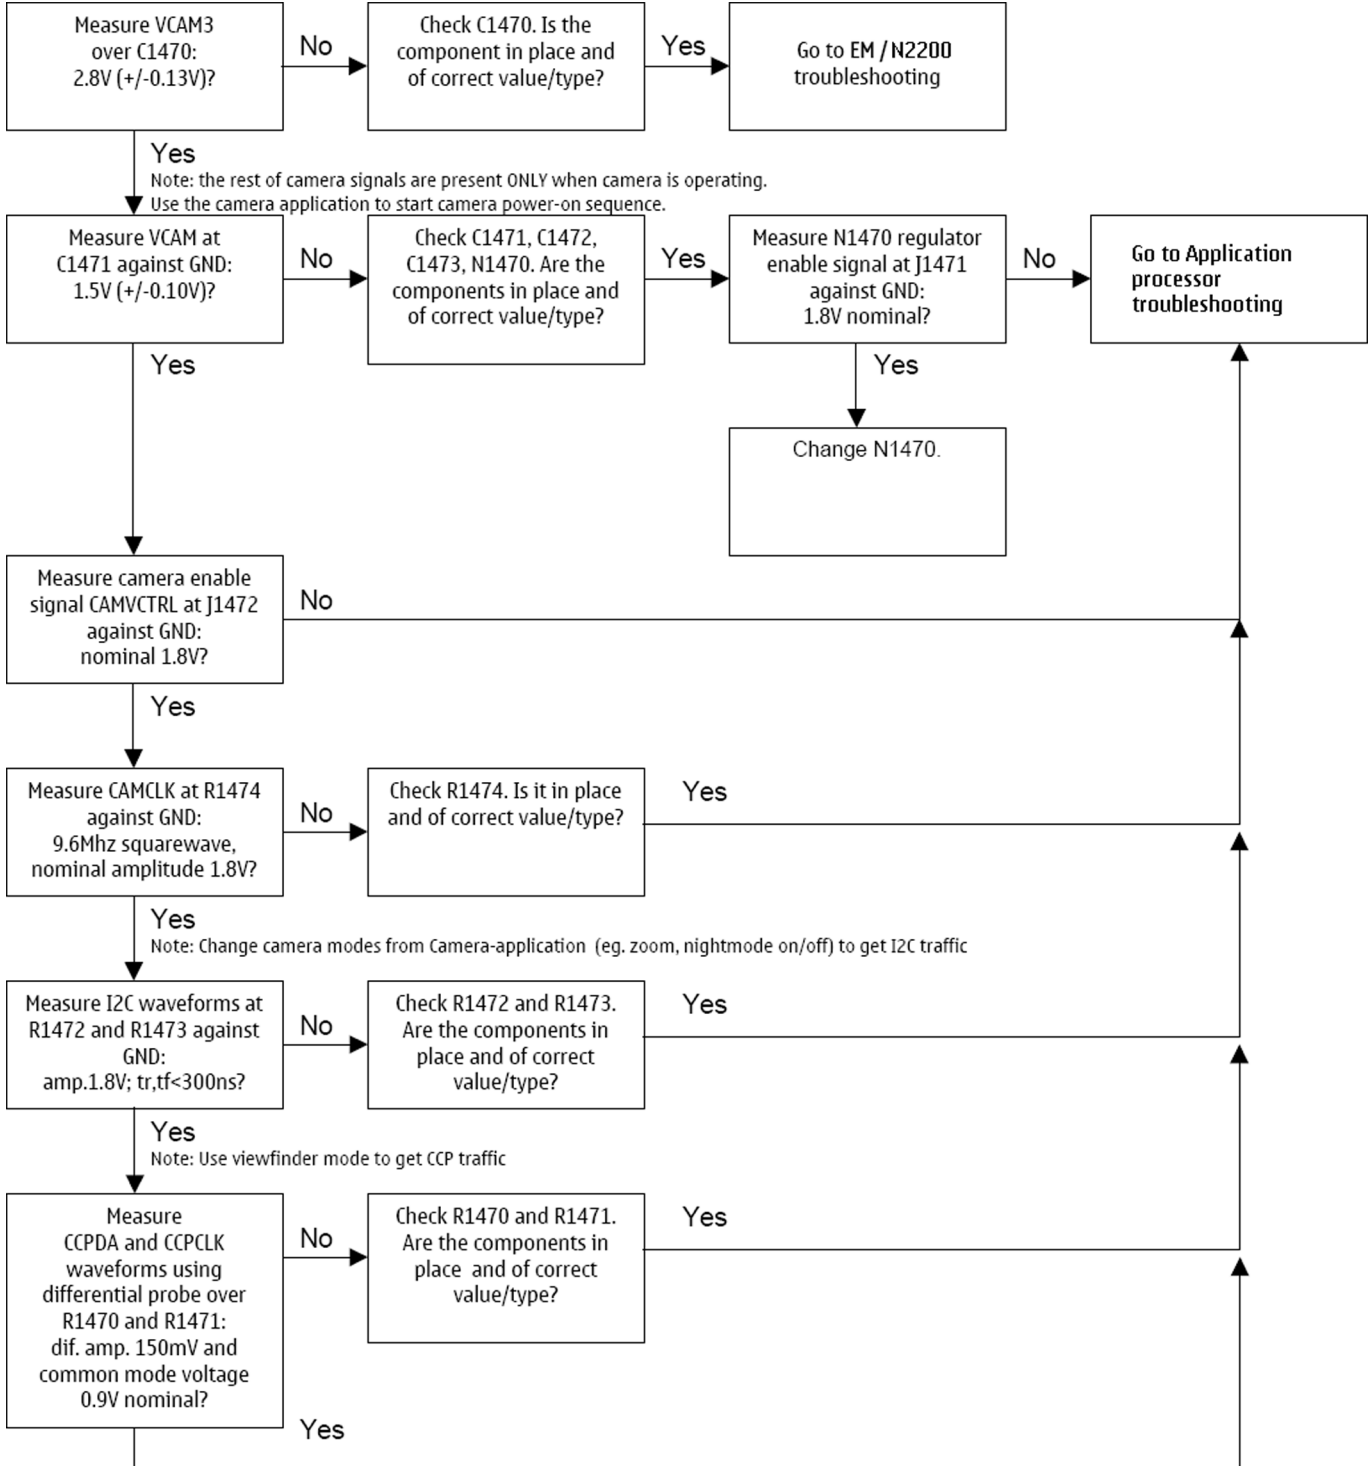 Measure VCAM3
over C1470:
2.8V (+/-0.13V)?
No
Check C1470. Is the
component in place and
of correct value/type?
Yes
Go to EM / N2200
troubleshooting
Yes
Note: the rest of camera signals are present ONLY when camera is operating.
Use the camera application to start camera power-on sequence.
Measure VCAM at
C1471 against GND:
1.5V (+/-0.10V)?
No
Check C1471, C1472,
C1473, N1470. Are the
components in place and
of correct value/type?
Yes
Measure N1470 regulator
enable signal at J1471
against GND:
1.8V nominal?
No
Go to Application
processor
troubleshooting
Yes
Yes
Change N1470.
Measure camera enable
signal CAMVCTRL at J1472
against GND:
nominal 1.8V?
No
Yes
Measure CAMCLK at R1474
against GND:
9.6Mhz squarewave,
nominal amplitude 1.8V?
No
Check R1474. Is it in place
and of correct value/type?
Yes
Yes
Note: Change camera modes from Camera-application (eg. zoom, nightmode on/off) to get I2C traffic
Measure I2C waveforms at
R1472 and R1473 against
GND:
amp.1.8V; tr,tf<300ns?
No
Check R1472 and R1473.
Are the components in
place and of correct
value/type?
Yes
Yes
Note: Use viewfinder mode to get CCP traffic
Measure
CCPDA and CCPCLK
waveforms using
differential probe over
R1470 and R1471:
dif. amp. 150mV and
common mode voltage
0.9V nominal?
No
Check R1470 and R1471.
Are the components in
place and of correct
value/type?
Yes
Yes